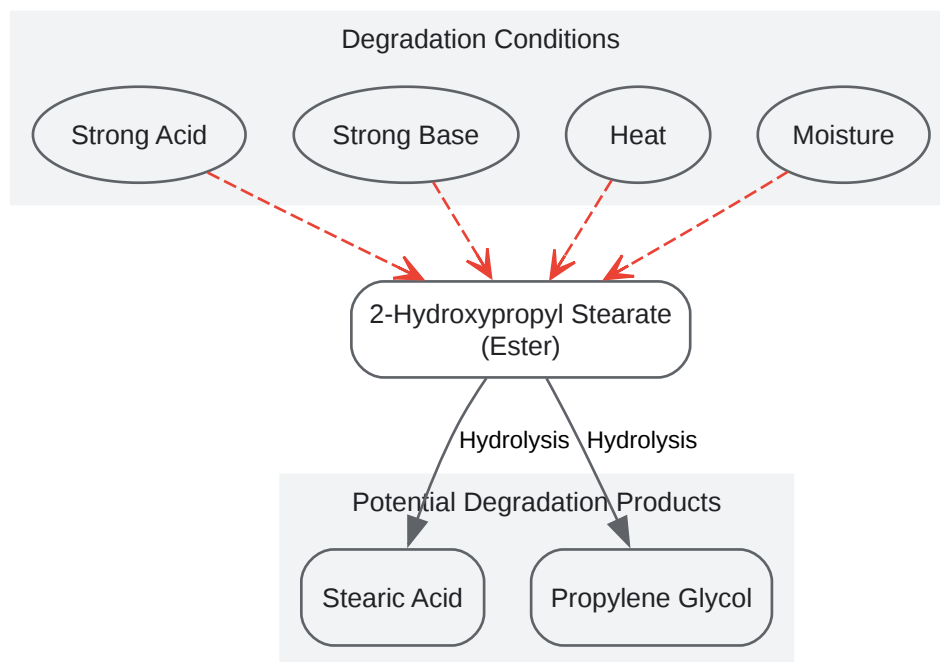 Degradation Conditions
Strong Acid
Strong Base
Heat
Moisture
2-Hydroxypropyl Stearate
(Ester)
Hydrolysis
Hydrolysis
Potential Degradation Products
Stearic Acid
Propylene Glycol